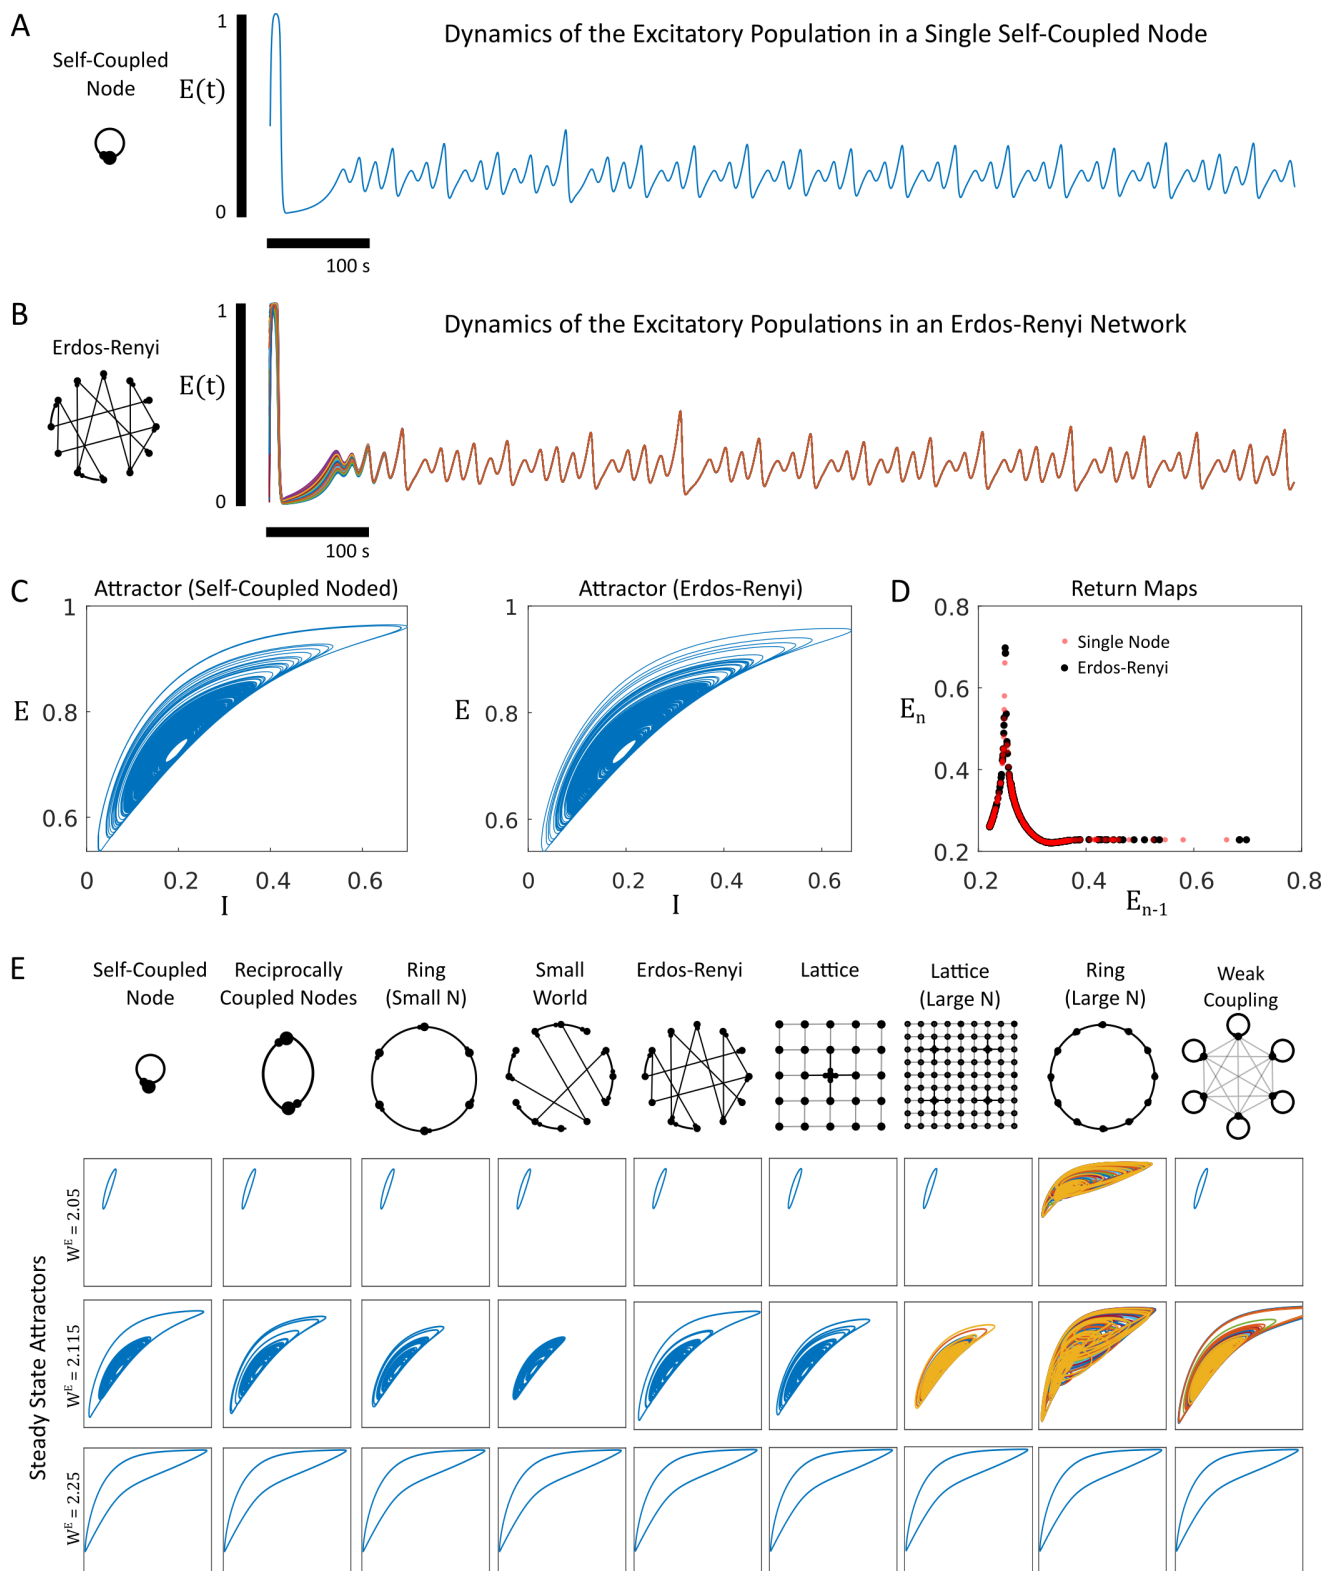 A
Dynamics of the Excitatory Population in a Single Self-Coupled Node
Self-Coupled
Node
1
E(t)
0
100 s
B
Dynamics of the Excitatory Populations in an Erdos-Renyi Network
Erdos-Renyi
1
E(t)
0
100 s
C
Attractor (Self-Coupled Noded)
1
0.8
0.6
E
0
0.2
0.4
0.6
I
Attractor (Erdos-Renyi)
1
0.8
0.6
E
0
0.2
0.4
0.6
I
D
Return Maps
0.8
0.6
0.4
0.2
En
Single Node
Erdos-Renyi
0.2
0.4
0.6
0.8
En-1
E
Self-Coupled
Node
Reciprocally
Coupled Nodes
Ring
(Small N)
Small
World
Erdos-Renyi
Lattice
Lattice
(Large N)
Ring
(Large N)
Weak
Coupling
Steady State Attractors
WE = 2.05
WE = 2.115
WE = 2.25